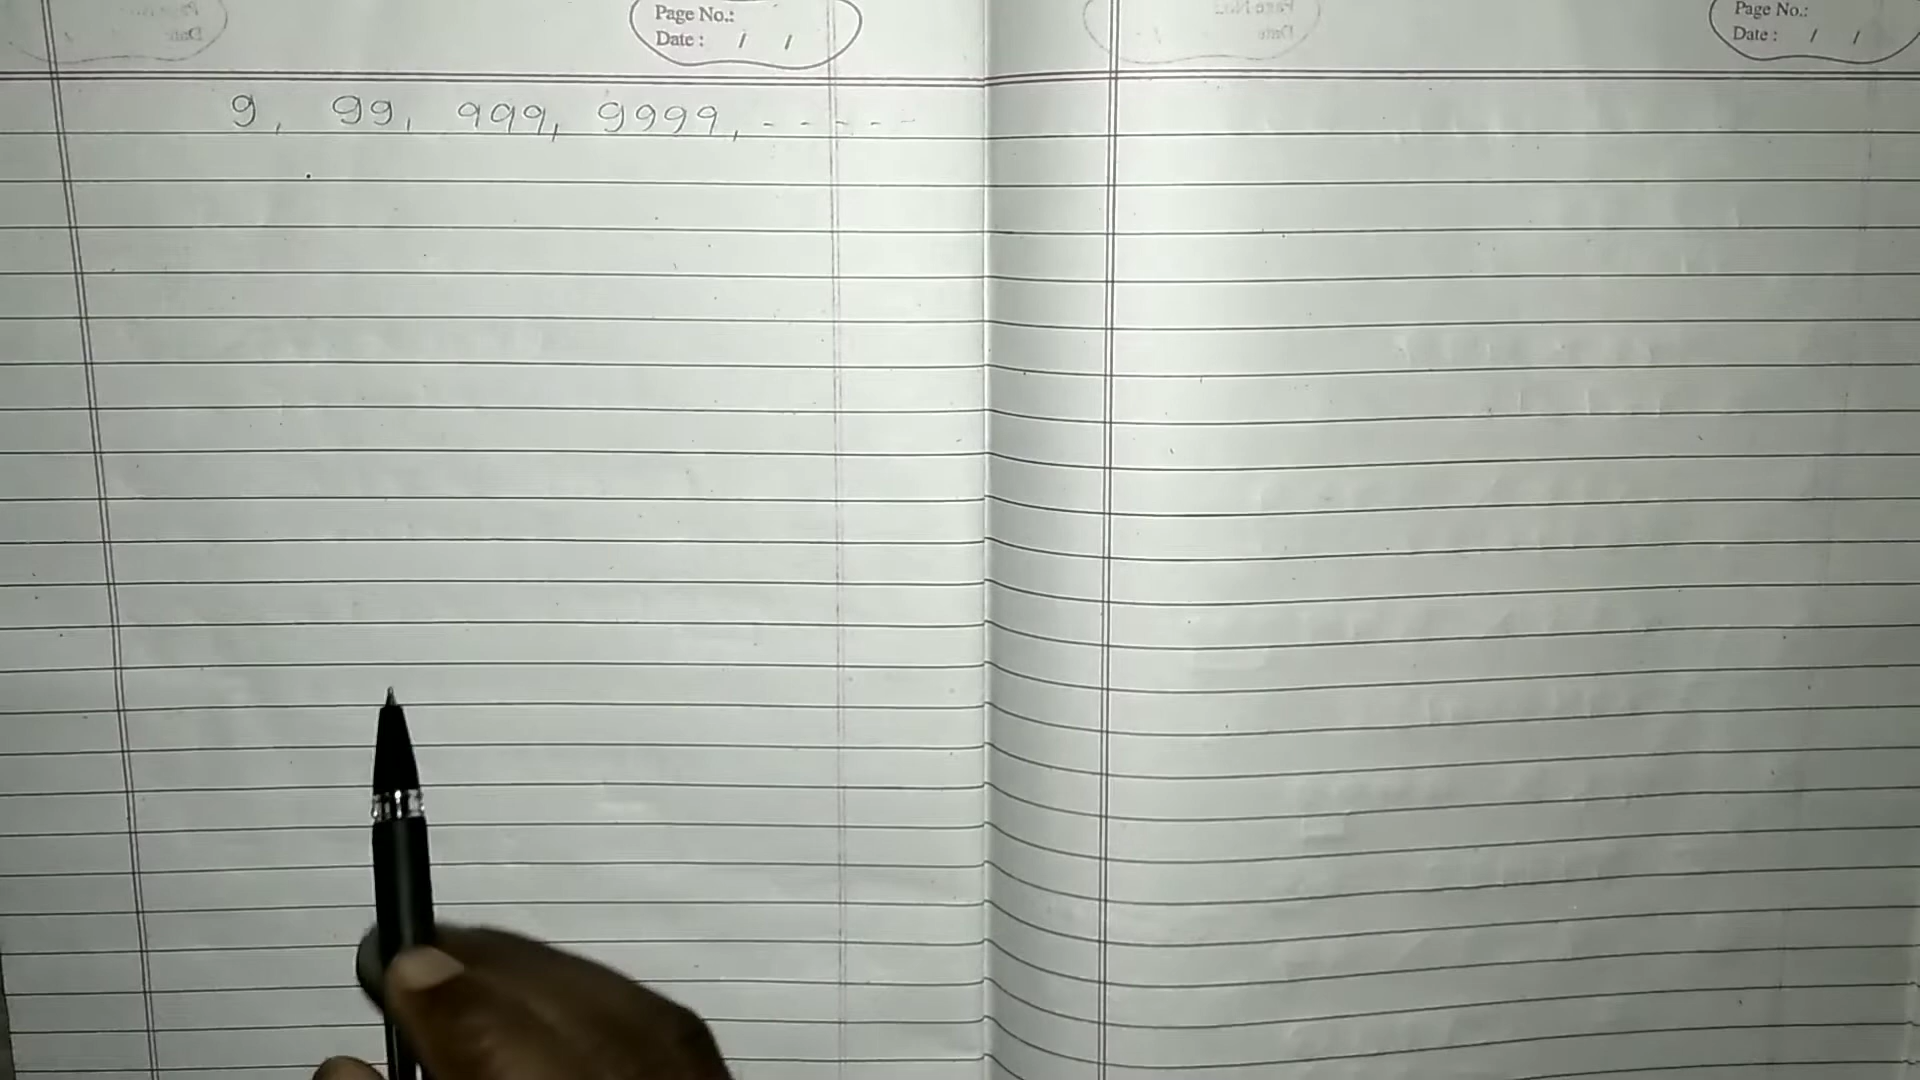 Page No.:
Date : / /
Page No.:
Date : / /
9, 99, 999, 9999, - - - - -